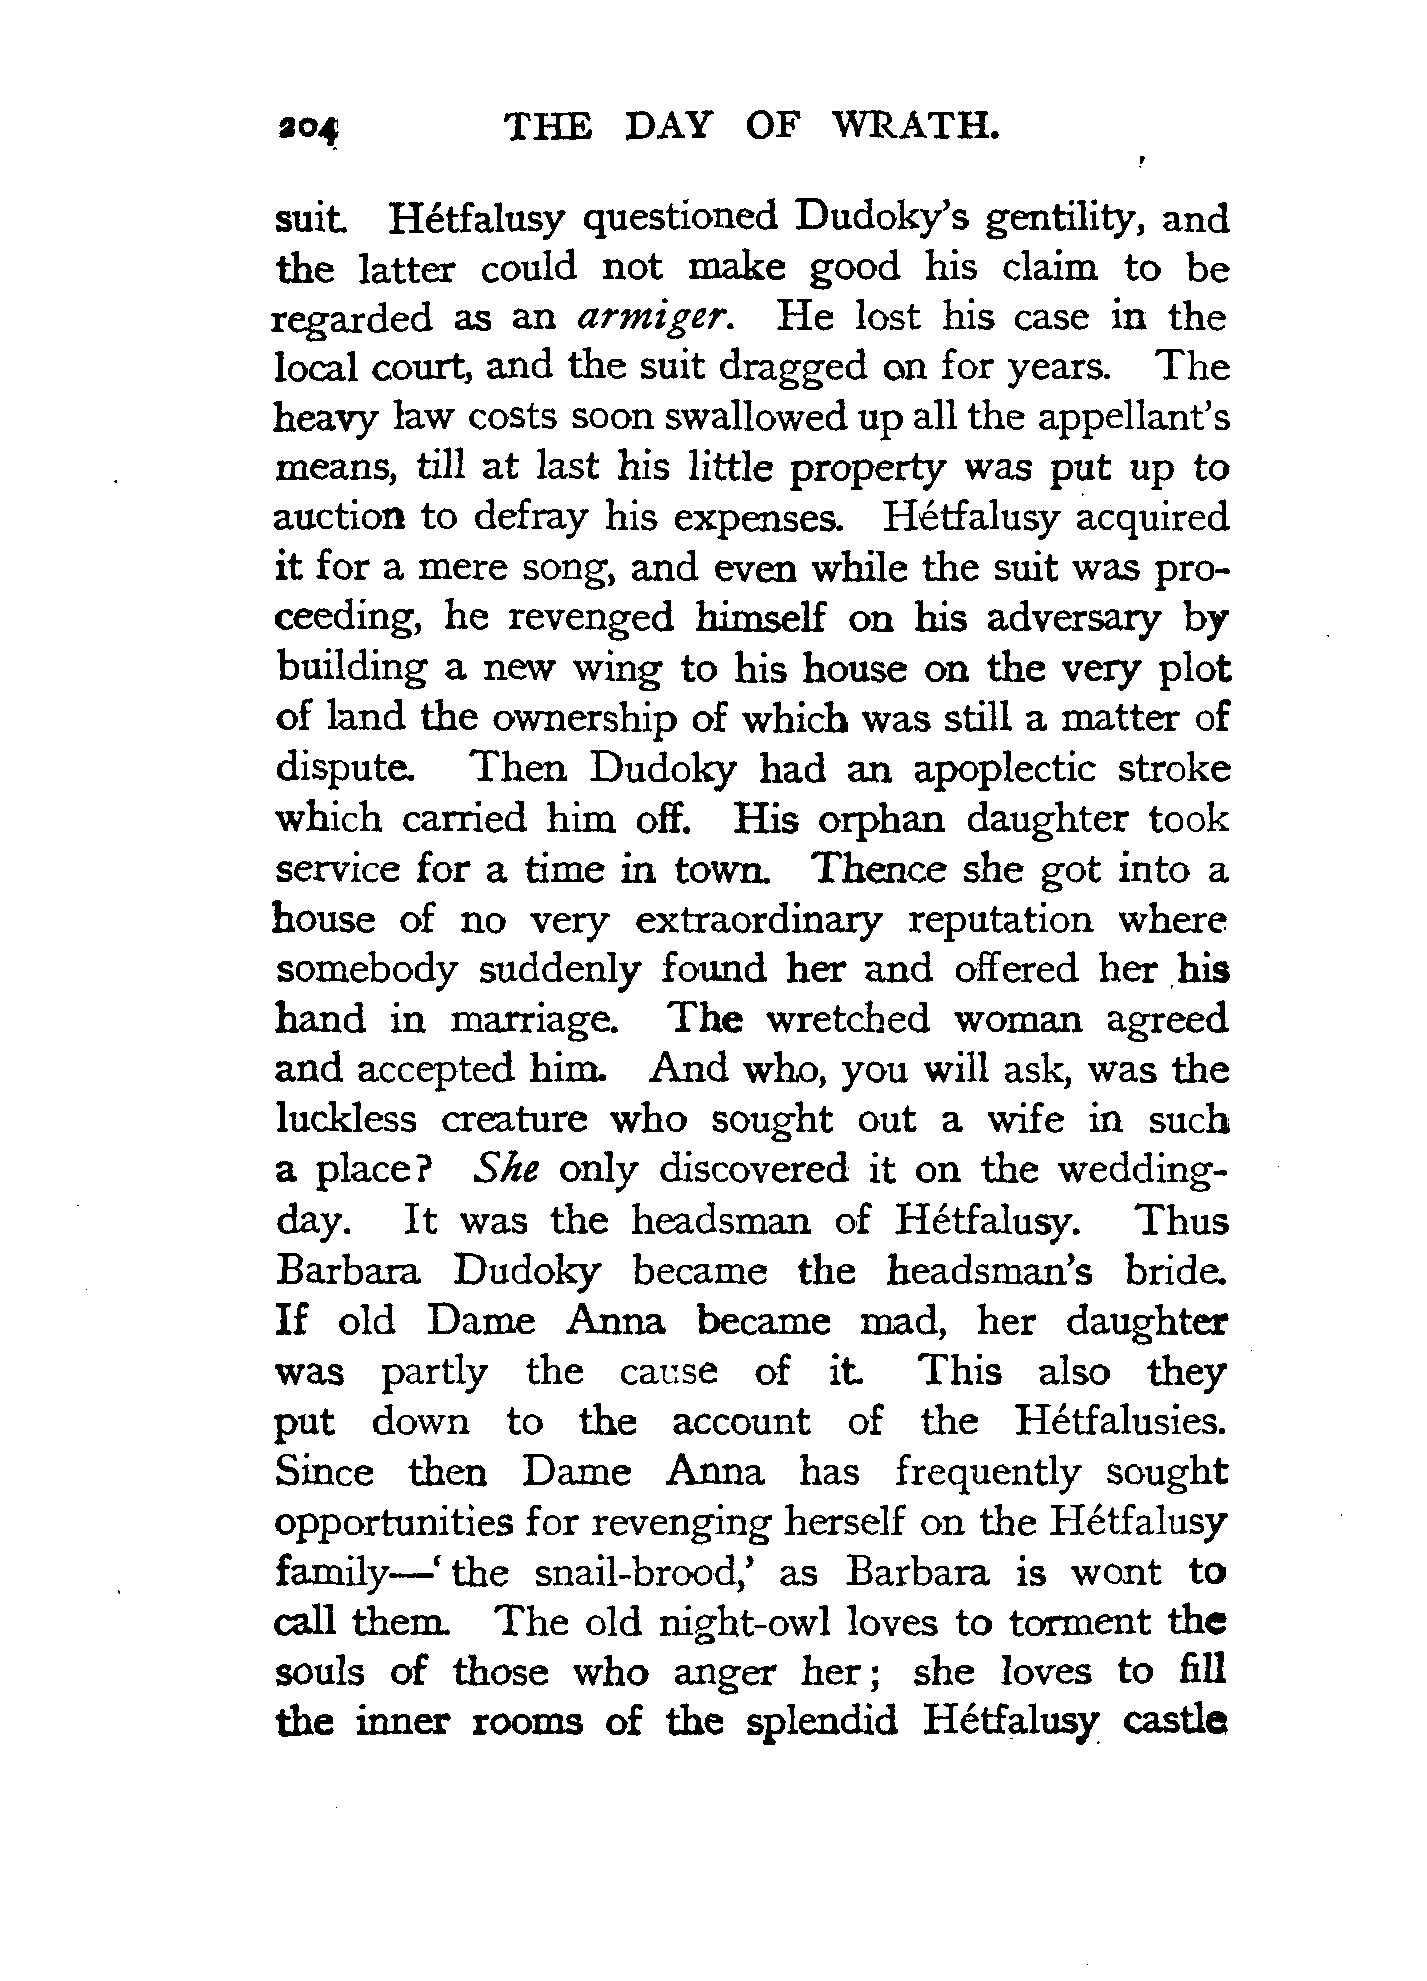 204 THE DAY OF WRATH.
suit. Hétfalusy questioned Dudoky's gentility, and
the latter could not make good his claim to be
regarded as an armiger. He lost his case in the
local court, and the suit dragged on for years. The
heavy law costs soon swallowed up all the appellant's
means, till at last his little property was put up to
auction to defray his expenses. Hétfalusy acquired
it for a mere song, and even while the suit was pro-
ceeding, he revenged himself on his adversary by
building a new wing to his house on the very plot
of land the ownership of which was still a matter of
dispute. Then Dudoky had an apoplectic stroke
which carried him off. His orphan daughter took
service for a time in town. Thence she got into a
house of no very extraordinary reputation where
somebody suddenly found her and offered her his
hand in marriage. The wretched woman agreed
and accepted him. And who, you will ask, was the
luckless creature who sought out a wife in such
a place? She only discovered it on the wedding-
day. It was the headsman of Hétfalusy. Thus
Barbara Dudoky became the headsman's bride.
If old Dame Anna became mad, her daughter
was partly the cause of it. This also they
put down to the account of the Hétfalusies.
Since then Dame Anna has frequently sought
opportunities for revenging herself on the Hétfalusy
family—'the snail-brood,' as Barbara is wont to
call them. The old night-owl loves to torment the
souls of those who anger her; she loves to fill
the inner rooms of the splendid Hétfalusy castle